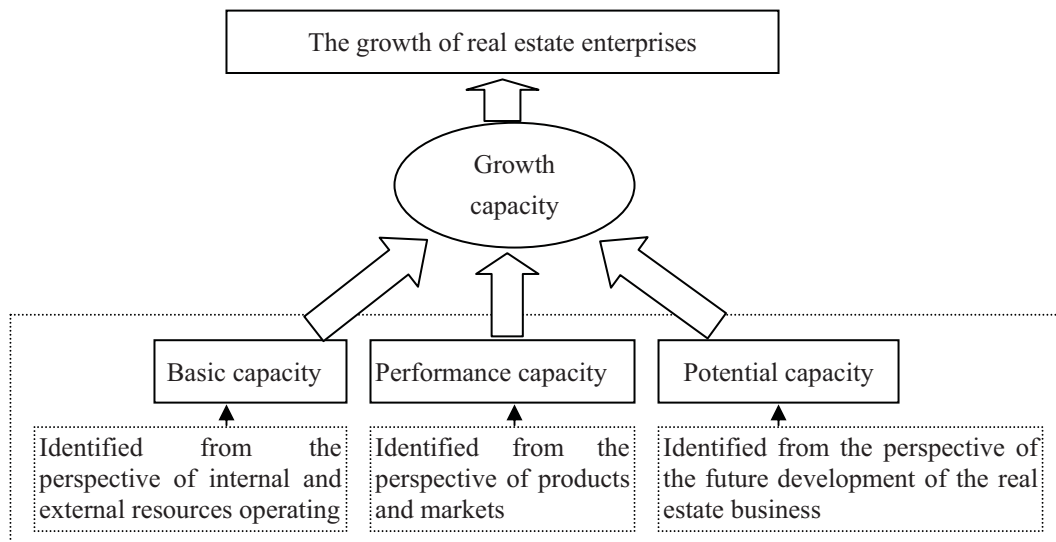 The growth of real estate enterprises
Growth
capacity
Basic capacity
Performance capacity
Potential capacity
Identified from the
perspective of internal and
external resources operating
Identified from the
perspective of products
and markets
Identified from the perspective of
the future development of the real
estate business